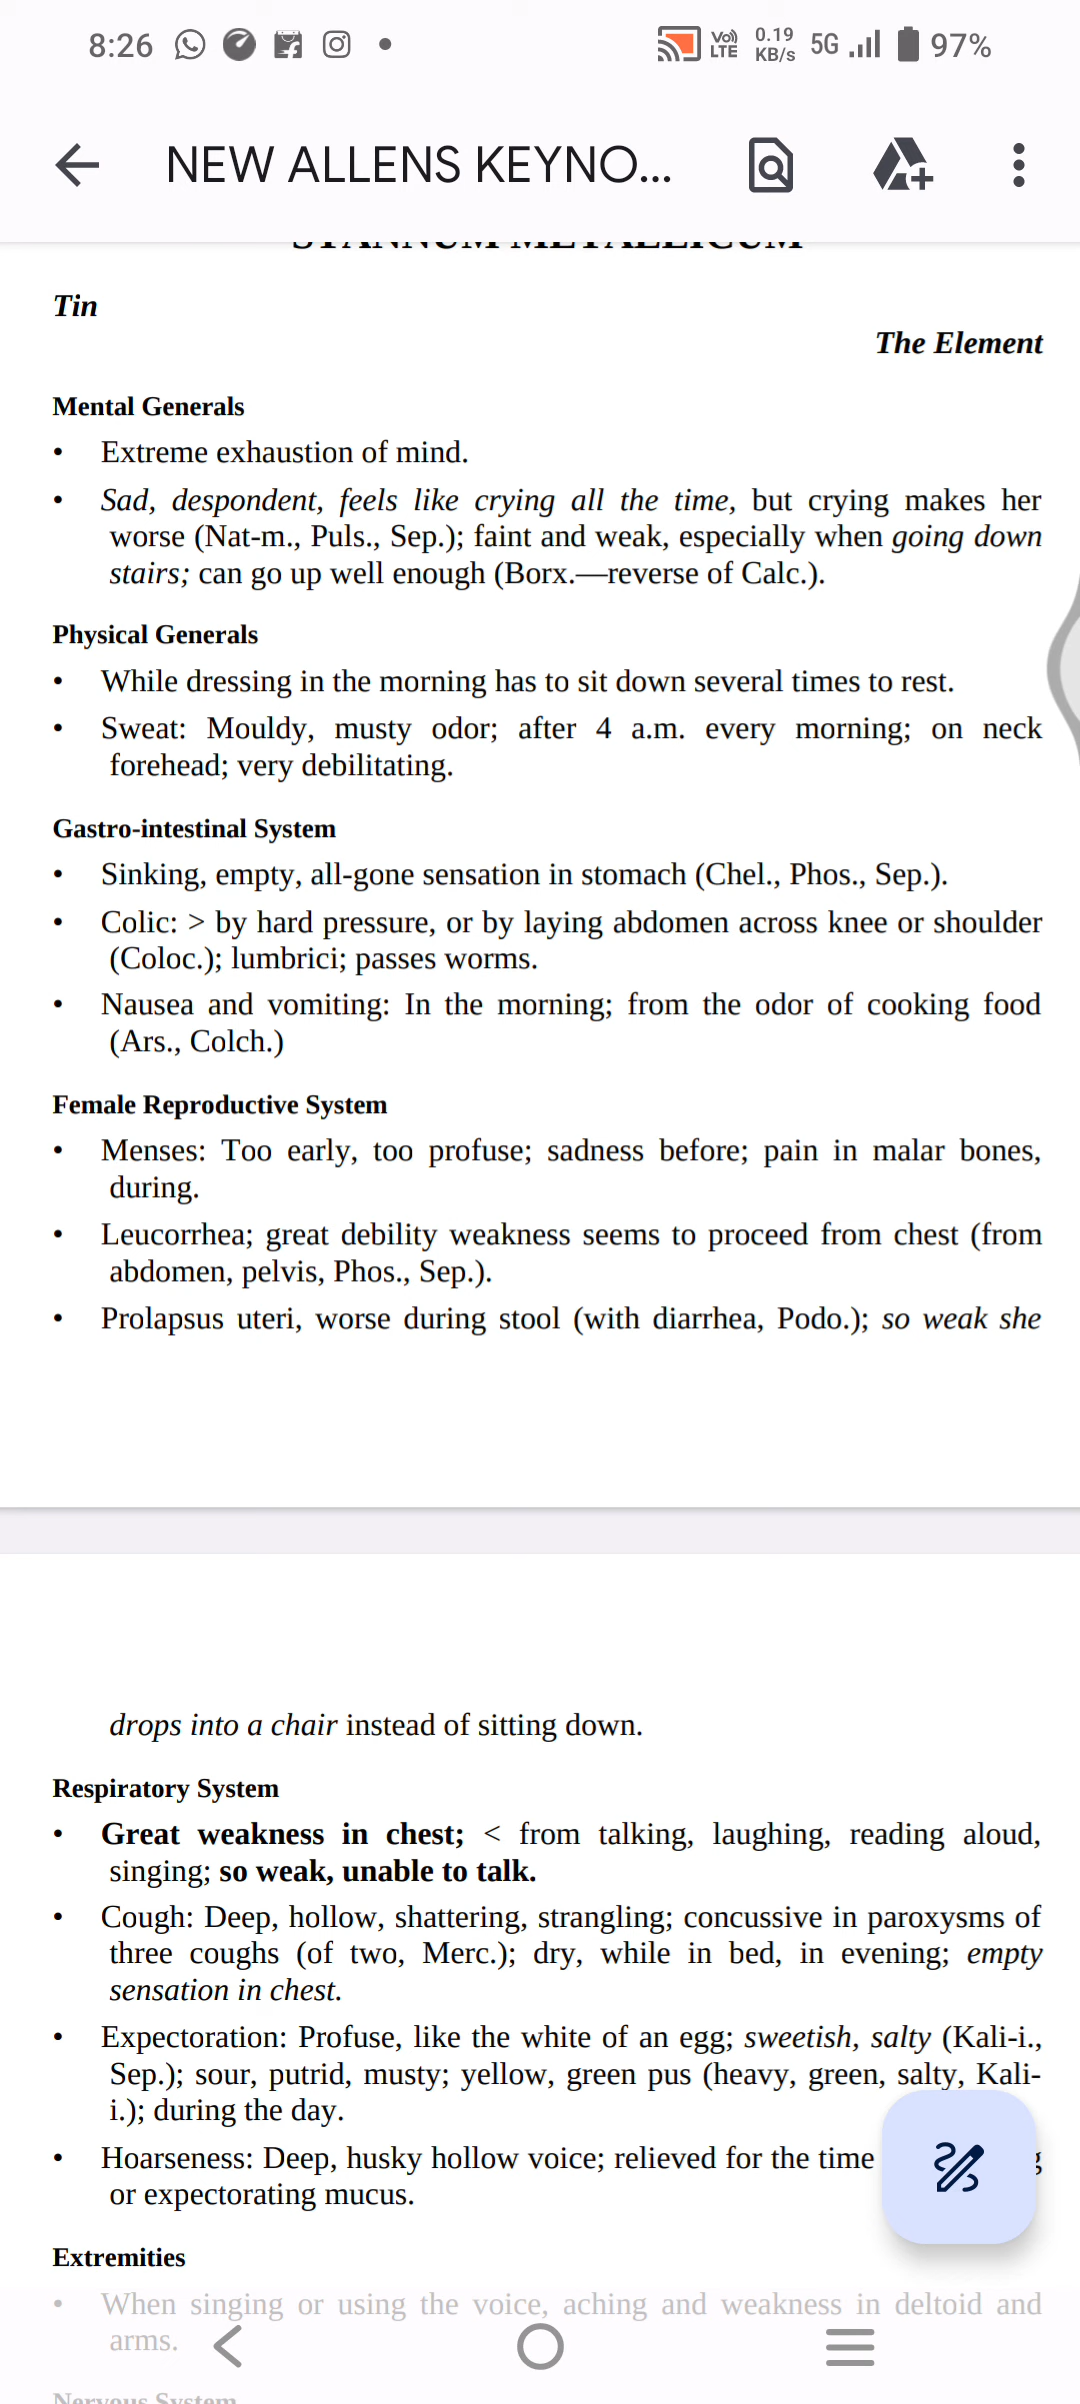 8:26
Vo)) LTE
0.19 KB/s
5G
97%
NEW ALLENS KEYNO...
STANNUM METALLICUM
Tin
The Element
Mental Generals
• Extreme exhaustion of mind.
• Sad, despondent, feels like crying all the time, but crying makes her
worse (Nat-m., Puls., Sep.); faint and weak, especially when going down
stairs; can go up well enough (Borx.—reverse of Calc.).
Physical Generals
• While dressing in the morning has to sit down several times to rest.
• Sweat: Mouldy, musty odor; after 4 a.m. every morning; on neck
forehead; very debilitating.
Gastro-intestinal System
• Sinking, empty, all-gone sensation in stomach (Chel., Phos., Sep.).
• Colic: > by hard pressure, or by laying abdomen across knee or shoulder
(Coloc.); lumbrici; passes worms.
• Nausea and vomiting: In the morning; from the odor of cooking food
(Ars., Colch.)
Female Reproductive System
• Menses: Too early, too profuse; sadness before; pain in malar bones,
during.
• Leucorrhea; great debility weakness seems to proceed from chest (from
abdomen, pelvis, Phos., Sep.).
• Prolapsus uteri, worse during stool (with diarrhea, Podo.); so weak she
drops into a chair instead of sitting down.
Respiratory System
• Great weakness in chest; < from talking, laughing, reading aloud,
singing; so weak, unable to talk.
• Cough: Deep, hollow, shattering, strangling; concussive in paroxysms of
three coughs (of two, Merc.); dry, while in bed, in evening; empty
sensation in chest.
• Expectoration: Profuse, like the white of an egg; sweetish, salty (Kali-i.,
Sep.); sour, putrid, musty; yellow, green pus (heavy, green, salty, Kali-
i.); during the day.
• Hoarseness: Deep, husky hollow voice; relieved for the time
or expectorating mucus.
Extremities
• When singing or using the voice, aching and weakness in deltoid and
arms.
Nervous System